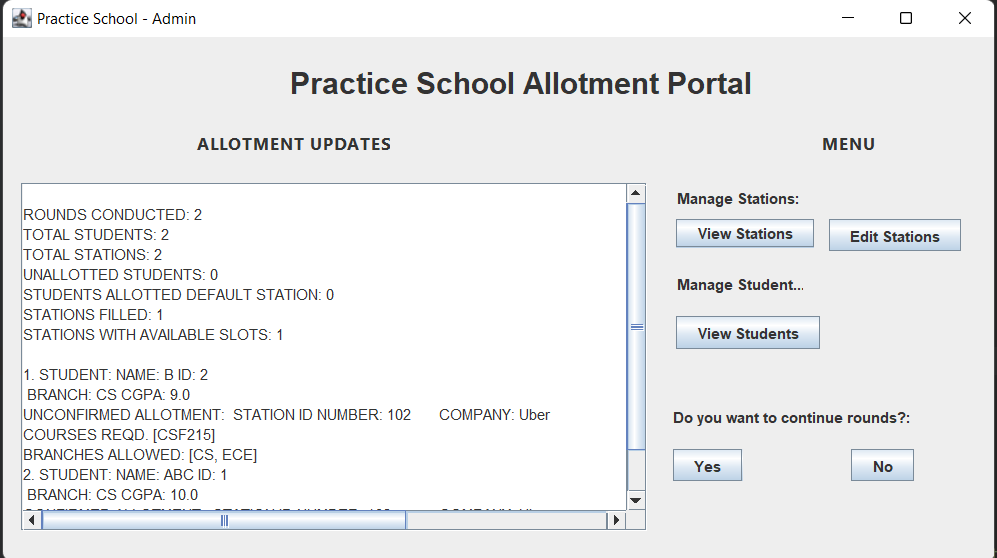 Practice School - Admin
Practice School Allotment Portal
ALLOTMENT UPDATES
ROUNDS CONDUCTED: 2
TOTAL STUDENTS: 2
TOTAL STATIONS: 2
UNALLOTTED STUDENTS: 0
STUDENTS ALLOTTED DEFAULT STATION: 0
STATIONS FILLED: 1
STATIONS WITH AVAILABLE SLOTS: 1
1. STUDENT: NAME: B ID: 2
BRANCH: CS CGPA: 9.0
UNCONFIRMED ALLOTMENT: STATION ID NUMBER: 102 COMPANY: Uber
COURSES REQD. [CSF215]
BRANCHES ALLOWED: [CS, ECE]
2. STUDENT: NAME: ABC ID: 1
BRANCH: CS CGPA: 10.0
MENU
Manage Stations:
View Stations
Edit Stations
Manage Student...
View Students
Do you want to continue rounds?:
Yes
No